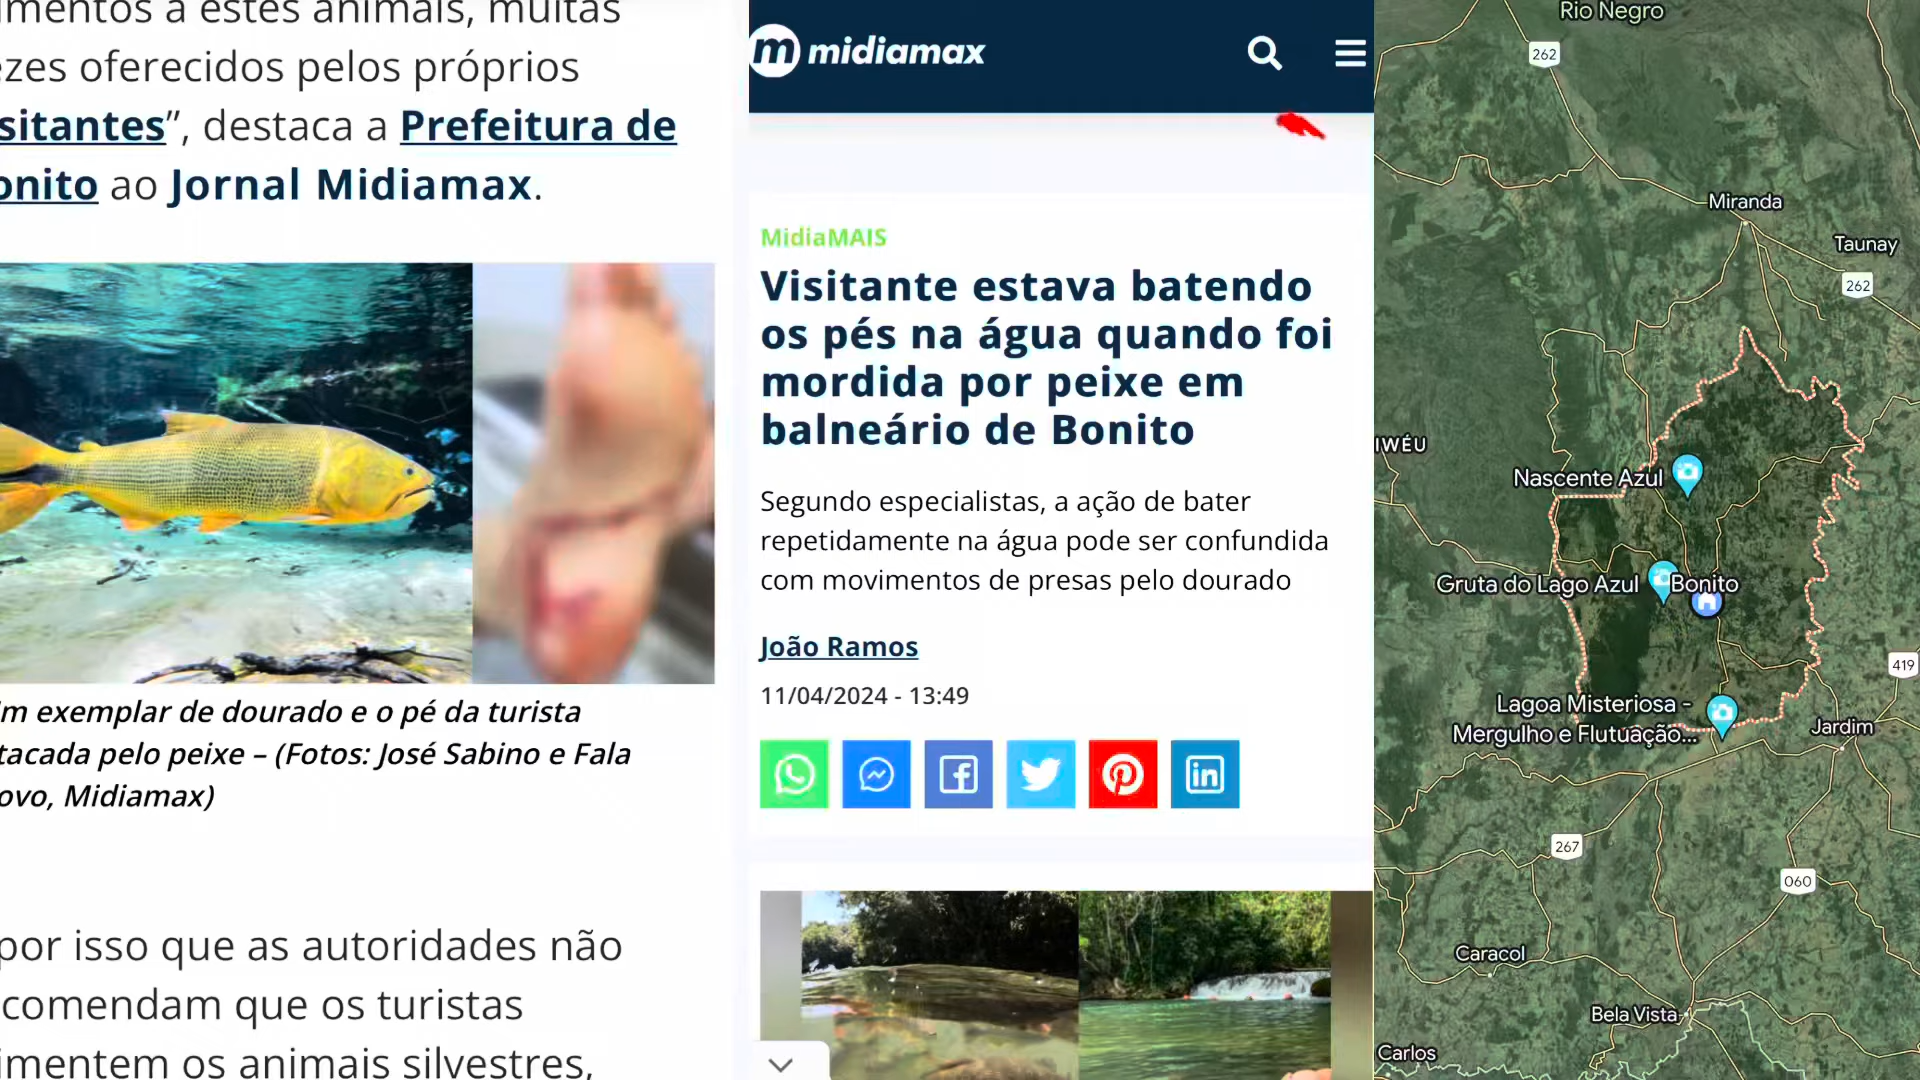 imentos a estes animais, muitas
ezes oferecidos pelos próprios
sitantes”, destaca a Prefeitura de
onito ao Jornal Midiamax.
m exemplar de dourado e o pé da turista
tacada pelo peixe – (Fotos: José Sabino e Fala
ovo, Midiamax)
por isso que as autoridades não
comendam que os turistas
imentem os animais silvestres,
m midiamax
MidiaMAIS
Visitante estava batendo
os pés na água quando foi
mordida por peixe em
balneário de Bonito
Segundo especialistas, a ação de bater
repetidamente na água pode ser confundida
com movimentos de presas pelo dourado
João Ramos
11/04/2024 - 13:49
in
Rio Negro
262
Miranda
Taunay
262
IWÉU
Nascente Azul
Gruta do Lago Azul
Bonito
419
Lagoa Misteriosa -
Mergulho e Flutuação...
Jardim
267
060
Caracol
Bela Vista
Carlos